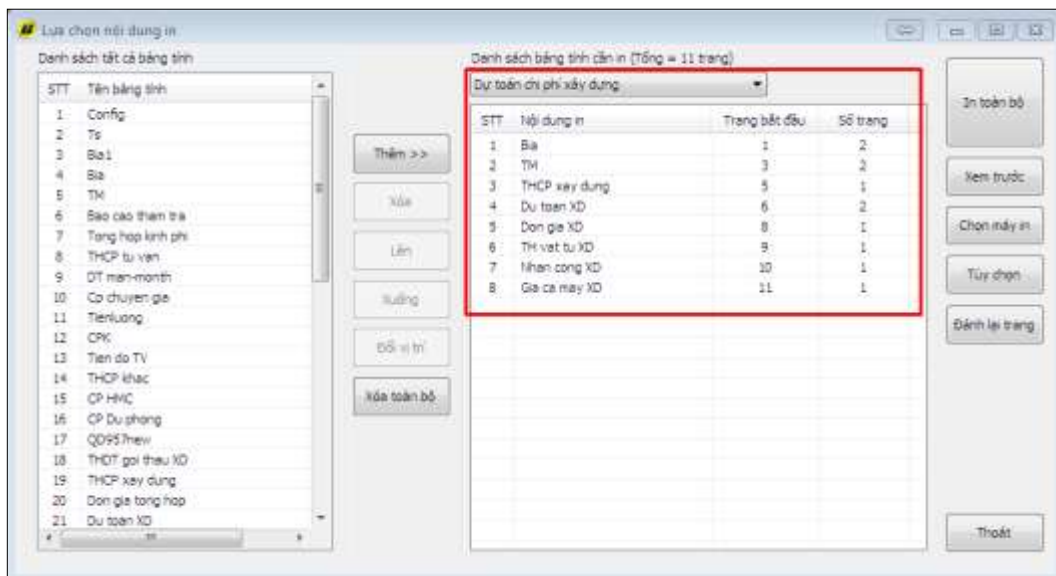 Lựa chọn nội dung in
Danh sách tất cả bảng tính
STT Tên bảng tính
1 Config
2 Ts
3 Bia1
4 Bia
5 TM
6 Bao cao tham tra
7 Tong hop kinh phi
8 THCP tu van
9 DT man-month
10 Cp chuyen gia
11 Tienluong
12 CPK
13 Tien do TV
14 THCP khac
15 CP HMC
16 CP Du phong
17 QD957new
18 THDT goi thau XD
19 THCP xay dung
20 Don gia tong hop
21 Du toan XD
Thêm >>
Xóa
Lên
Xuống
Đổi vị trí
Xóa toàn bộ
Danh sách bảng tính cần in (Tổng = 11 trang)
Dự toán chi phí xây dựng
STT Nội dung in Trang bắt đầu Số trang
1 Bia 1 2
2 TM 3 2
3 THCP xay dung 5 1
4 Du toan XD 6 2
5 Don gia XD 8 1
6 TH vat tu XD 9 1
7 Nhan cong XD 10 1
8 Gia ca may XD 11 1
In toàn bộ
Xem trước
Chọn máy in
Tùy chọn
Đánh lại trang
Thoát